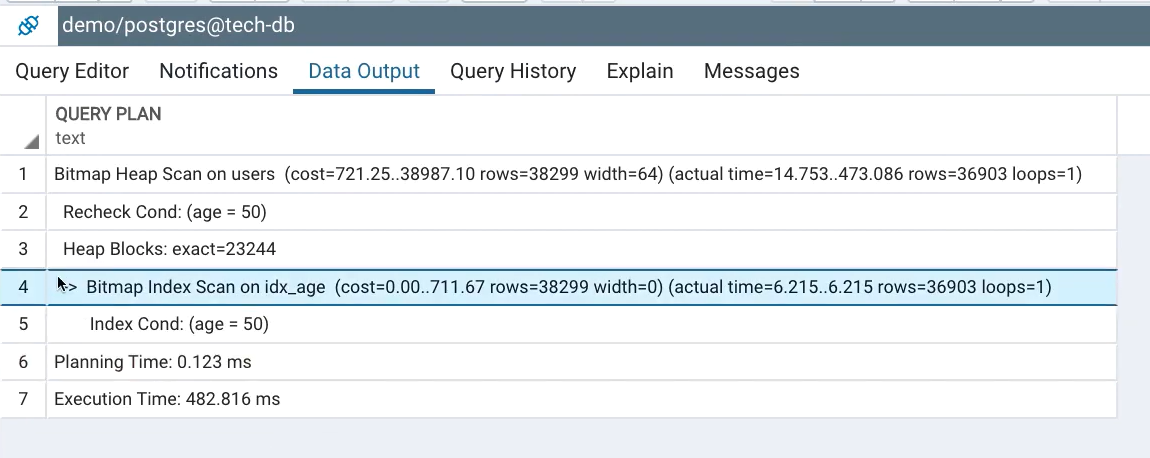 demo/postgres@tech-db
Query Editor Notifications Data Output Query History Explain Messages
QUERY PLAN
text
1 Bitmap Heap Scan on users (cost=721.25..38987.10 rows=38299 width=64) (actual time=14.753..473.086 rows=36903 loops=1)
2 Recheck Cond: (age = 50)
3 Heap Blocks: exact=23244
4 -> Bitmap Index Scan on idx_age (cost=0.00..711.67 rows=38299 width=0) (actual time=6.215..6.215 rows=36903 loops=1)
5 Index Cond: (age = 50)
6 Planning Time: 0.123 ms
7 Execution Time: 482.816 ms